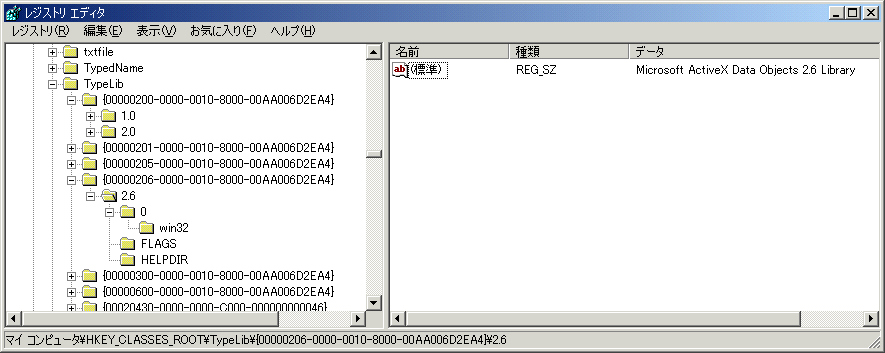 レジストリ エディタ
レジストリ(R) 編集(E) 表示(V) お気に入り(F) ヘルプ(H)
txtfile
TypedName
TypeLib
{00000200-0000-0010-8000-00AA006D2EA4}
1.0
2.0
{00000201-0000-0010-8000-00AA006D2EA4}
{00000205-0000-0010-8000-00AA006D2EA4}
{00000206-0000-0010-8000-00AA006D2EA4}
2.6
0
win32
FLAGS
HELPDIR
{00000300-0000-0010-8000-00AA006D2EA4}
{00000600-0000-0010-8000-00AA006D2EA4}
{00020430-0000-0000-C000-000000000046}
名前 種類 データ
ab (標準) REG_SZ Microsoft ActiveX Data Objects 2.6 Library
マイ コンピュータ¥HKEY_CLASSES_ROOT¥TypeLib¥{00000206-0000-0010-8000-00AA006D2EA4}¥2.6